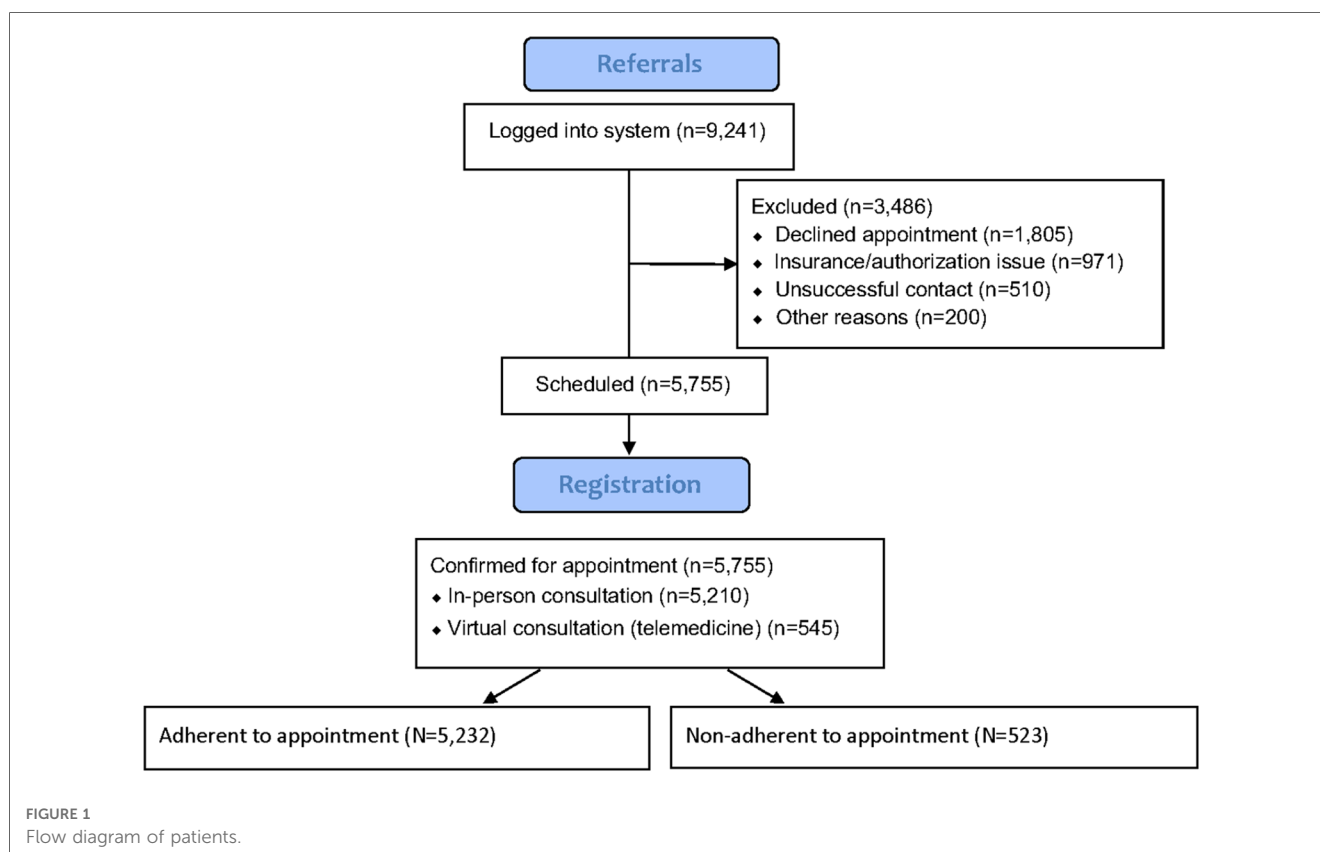 Referrals
Logged into system (n=9,241)
Excluded (n=3,486)
⬥ Declined appointment (n=1,805)
⬥ Insurance/authorization issue (n=971)
⬥ Unsuccessful contact (n=510)
⬥ Other reasons (n=200)
Scheduled (n=5,755)
Registration
Confirmed for appointment (n=5,755)
⬥ In-person consultation (n=5,210)
⬥ Virtual consultation (telemedicine) (n=545)
Adherent to appointment (N=5,232)
Non-adherent to appointment (N=523)
FIGURE 1
Flow diagram of patients.